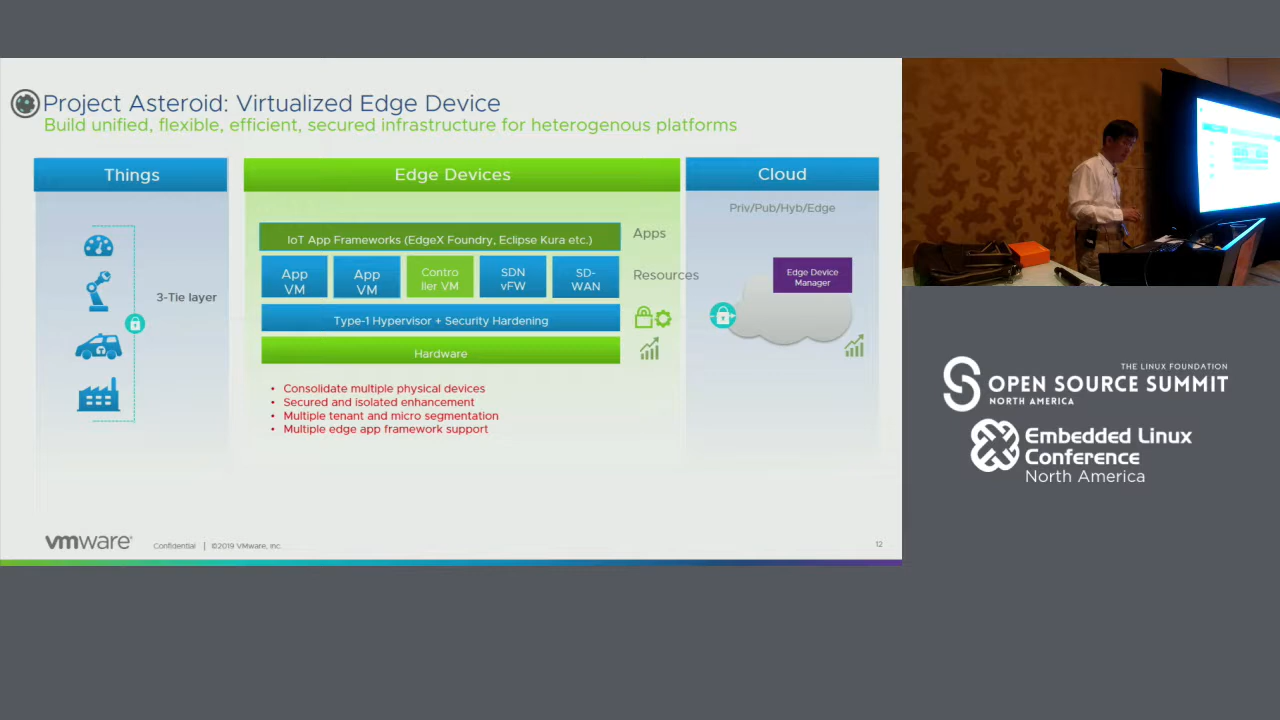 Project Asteroid: Virtualized Edge Device
Build unified, flexible, efficient, secured infrastructure for heterogenous platforms
Things
3-Tie layer
Edge Devices
IoT App Frameworks (EdgeX Foundry, Eclipse Kura etc.)
Apps
App
VM
App
VM
Contro
ller VM
SDN
vFW
SD-
WAN
Resources
Type-1 Hypervisor + Security Hardening
Hardware
• Consolidate multiple physical devices
• Secured and isolated enhancement
• Multiple tenant and micro segmentation
• Multiple edge app framework support
Cloud
Priv/Pub/Hyb/Edge
Edge Device
Manager
vmware
Confidential | ©2019 VMware, Inc.
12
THE LINUX FOUNDATION
OPEN SOURCE SUMMIT
NORTH AMERICA
Embedded Linux
Conference
North America